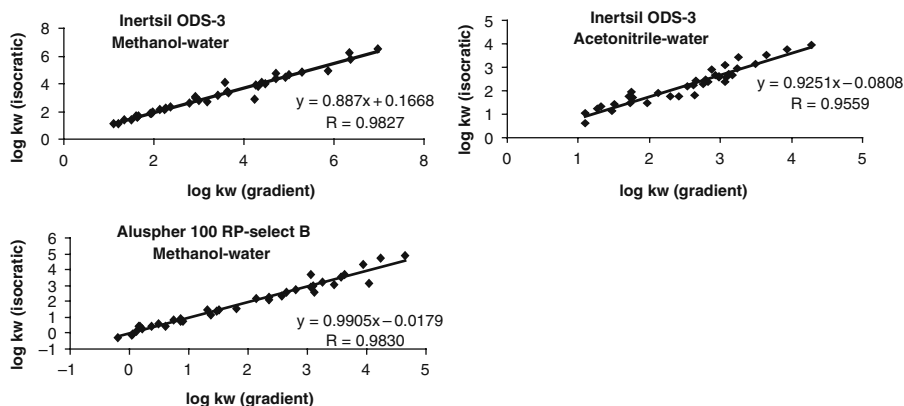 Inertsil ODS-3
Methanol-water
log kw (isocratic)
8
6
4
2
0
y = 0.887x+0.1668
R = 0.9827
0 2 4 6 8
log kw (gradient)
Inertsil ODS-3
Acetonitrile-water
log kw (isocratic)
5
4
3
2
1
0
y = 0.9251x−0.0808
R = 0.9559
0 1 2 3 4 5
log kw (gradient)
Aluspher 100 RP-select B
Methanol-water
log kw (isocratic)
6
5
4
3
2
1
0
−1
y = 0.9905x−0.0179
R = 0.9830
−1 0 1 2 3 4 5
log kw (gradient)